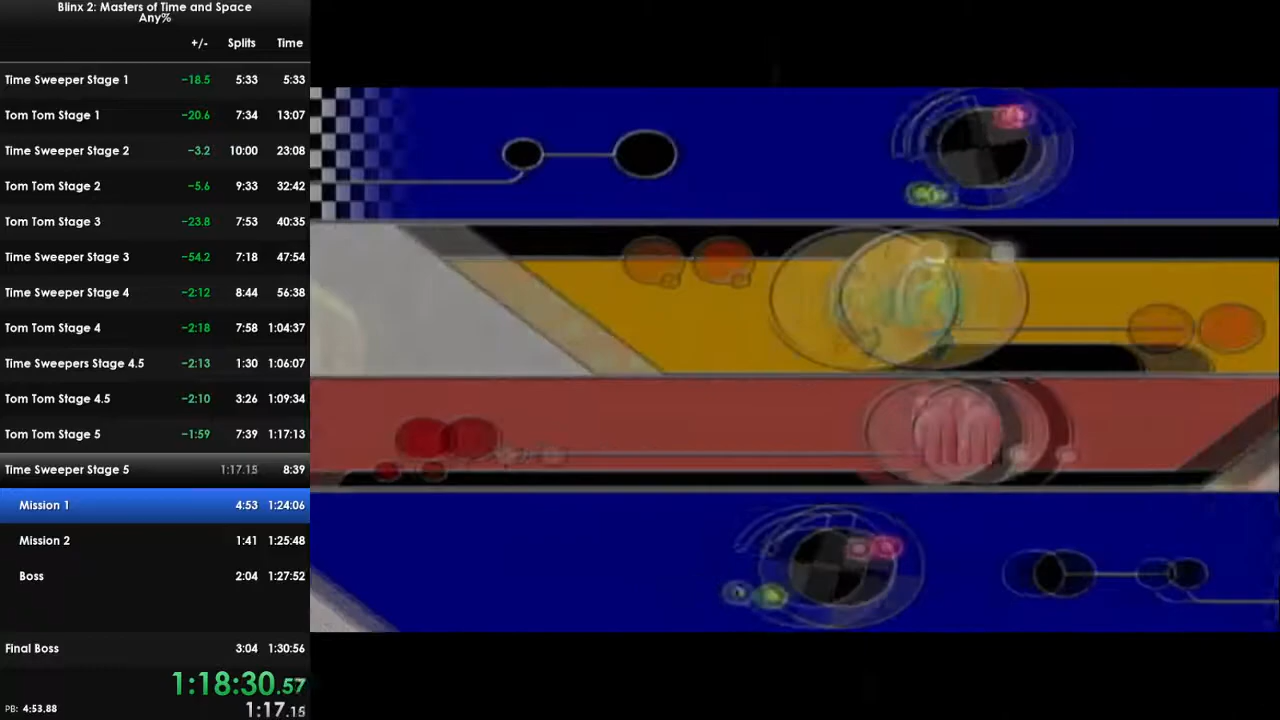 Blinx 2: Masters of Time and Space
Any%
+/- Splits Time
Time Sweeper Stage 1 −18.5 5:33 5:33
Tom Tom Stage 1 −20.6 7:34 13:07
Time Sweeper Stage 2 −3.2 10:00 23:08
Tom Tom Stage 2 −5.6 9:33 32:42
Tom Tom Stage 3 −23.8 7:53 40:35
Time Sweeper Stage 3 −54.2 7:18 47:54
Time Sweeper Stage 4 −2:12 8:44 56:38
Tom Tom Stage 4 −2:18 7:58 1:04:37
Time Sweepers Stage 4.5 −2:13 1:30 1:06:07
Tom Tom Stage 4.5 −2:10 3:26 1:09:34
Tom Tom Stage 5 −1:59 7:39 1:17:13
Time Sweeper Stage 5 1:17.15 8:39
Mission 1 4:53 1:24:06
Mission 2 1:41 1:25:48
Boss 2:04 1:27:52
Final Boss 3:04 1:30:56
1:18:30.57
PB: 4:53.88 1:17.15